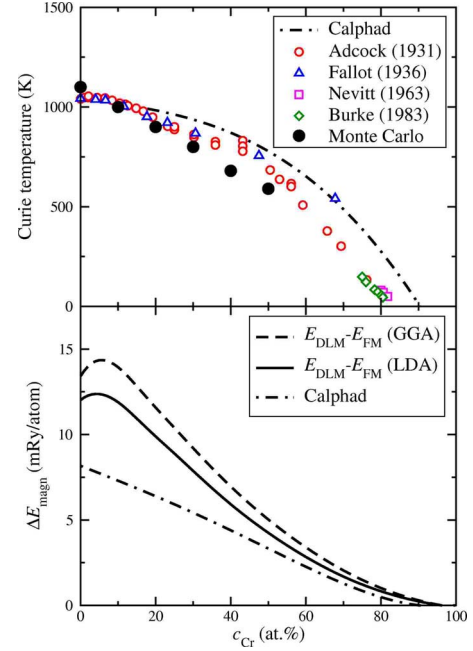 1500
1000
500
0
Curie temperature (K)
Calphad
Adcock (1931)
Fallot (1936)
Nevitt (1963)
Burke (1983)
Monte Carlo
15
10
5
0
ΔE_magn (mRy/atom)
E_DLM-E_FM (GGA)
E_DLM-E_FM (LDA)
Calphad
0 20 40 60 80 100
c_Cr (at.%)